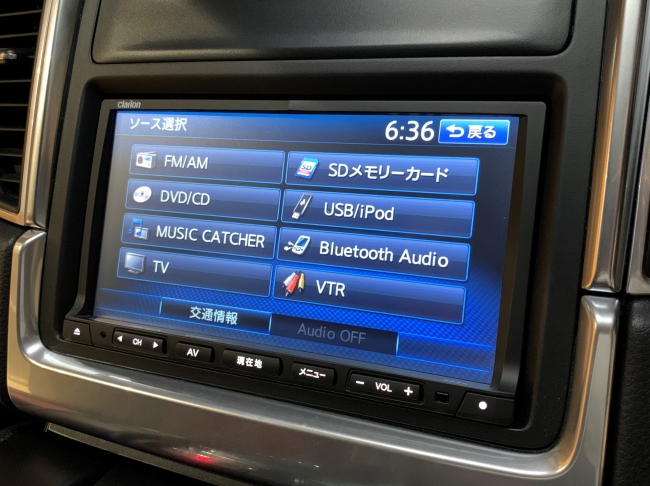 clarion
ソース選択
6:36
戻る
FM/AM
SDメモリーカード
DVD/CD
USB/iPod
MUSIC CATCHER
Bluetooth Audio
TV
VTR
交通情報
Audio OFF
CH
AV
現在地
メニュー
− VOL +